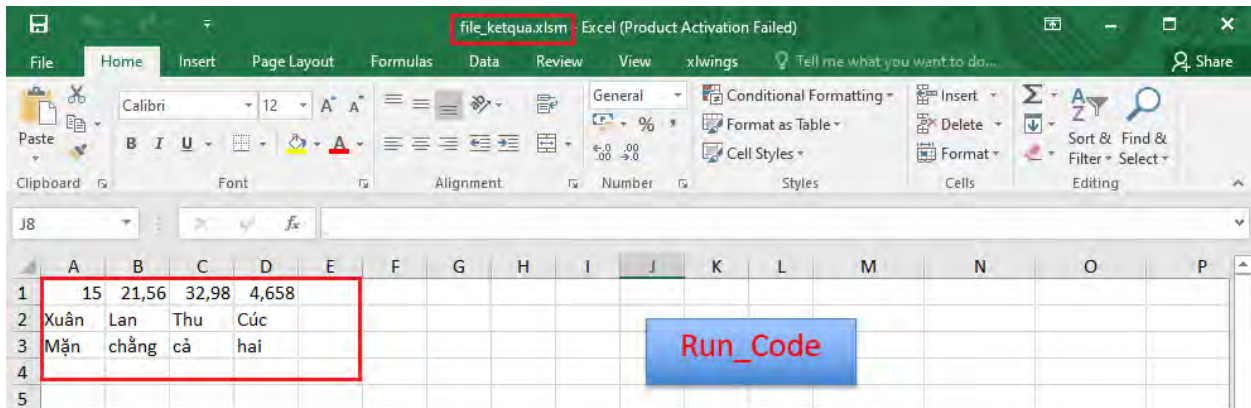 file_ketqua.xlsm - Excel (Product Activation Failed)
File Home Insert Page Layout Formulas Data Review View xlwings Tell me what you want to do... Share
Paste
Calibri 12 A A
B I U A
General
% ,
Conditional Formatting
Format as Table
Cell Styles
Insert
Delete
Format
Sort & Filter
Find & Select
Clipboard Font Alignment Number Styles Cells Editing
J8 fx
A B C D E F G H I J K L M N O P
1 15 21,56 32,98 4,658
2 Xuân Lan Thu Cúc
3 Mặn chằng cả hai
4
5
Run_Code